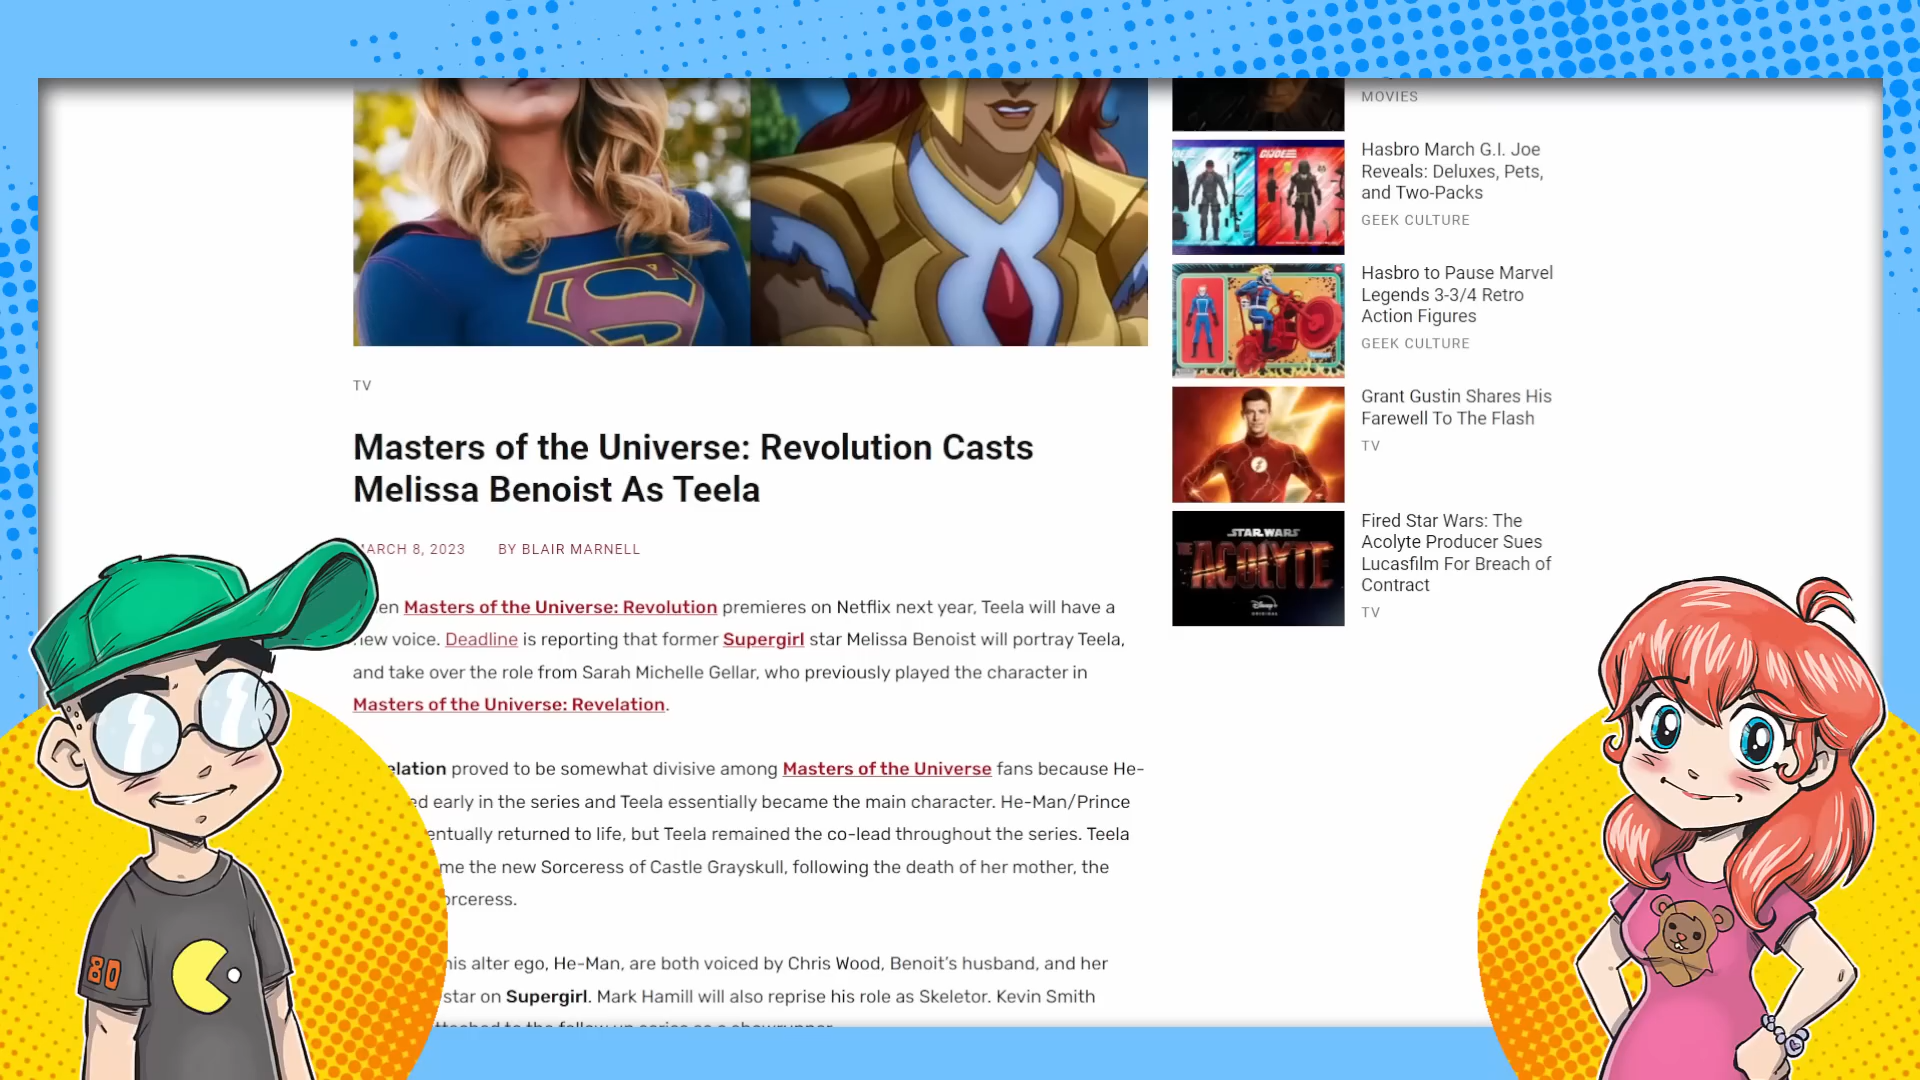 MOVIES
Hasbro March G.I. Joe
Reveals: Deluxes, Pets,
and Two-Packs
GEEK CULTURE
Hasbro to Pause Marvel
Legends 3-3/4 Retro
Action Figures
GEEK CULTURE
Grant Gustin Shares His
Farewell To The Flash
TV
STAR WARS
THE ACOLYTE
Disney+
ORIGINAL
Fired Star Wars: The
Acolyte Producer Sues
Lucasfilm For Breach of
Contract
TV
GIJOE
TV
Masters of the Universe: Revolution Casts
Melissa Benoist As Teela
MARCH 8, 2023 BY BLAIR MARNELL
en Masters of the Universe: Revolution premieres on Netflix next year, Teela will have a
new voice. Deadline is reporting that former Supergirl star Melissa Benoist will portray Teela,
and take over the role from Sarah Michelle Gellar, who previously played the character in
Masters of the Universe: Revelation.
elation proved to be somewhat divisive among Masters of the Universe fans because He-
ed early in the series and Teela essentially became the main character. He-Man/Prince
entually returned to life, but Teela remained the co-lead throughout the series. Teela
me the new Sorceress of Castle Grayskull, following the death of her mother, the
orceress.
his alter ego, He-Man, are both voiced by Chris Wood, Benoit's husband, and her
star on Supergirl. Mark Hamill will also reprise his role as Skeletor. Kevin Smith
80